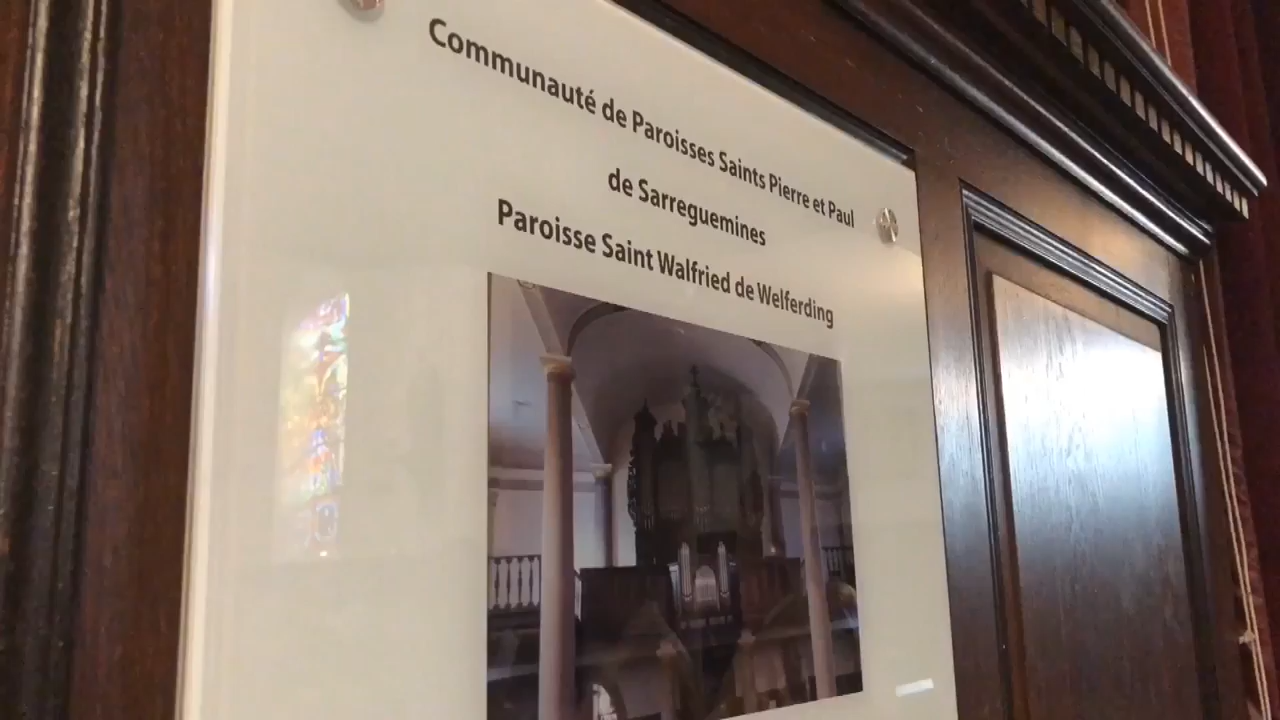 Communauté de Paroisses Saints Pierre et Paul
de Sarreguemines
Paroisse Saint Walfried de Welferding